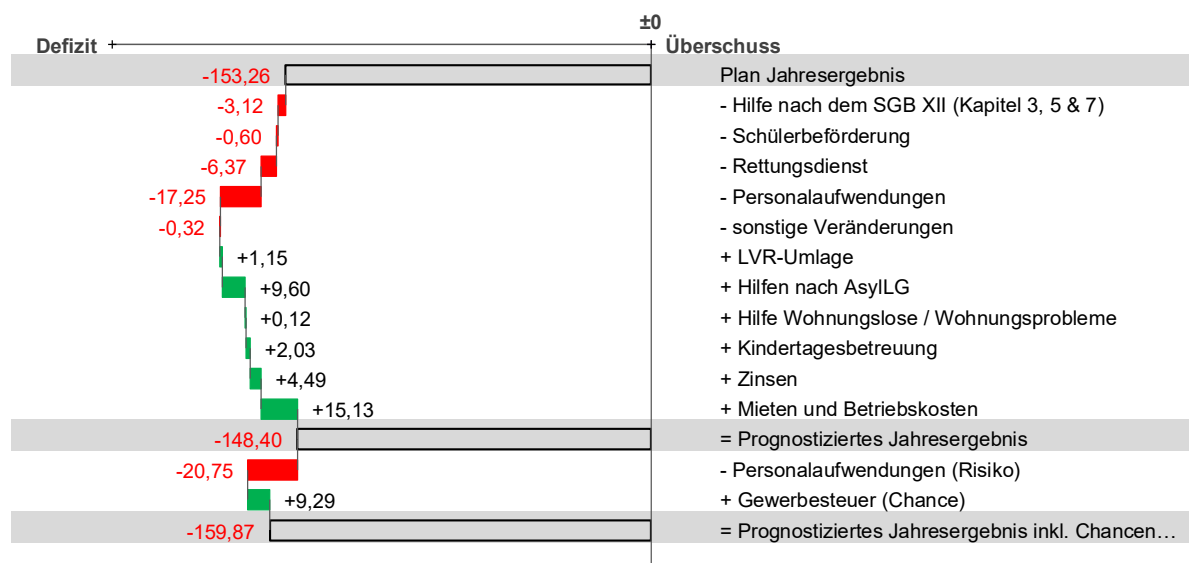 ±0
Defizit Überschuss
-153,26 Plan Jahresergebnis
-3,12 - Hilfe nach dem SGB XII (Kapitel 3, 5 & 7)
-0,60 - Schülerbeförderung
-6,37 - Rettungsdienst
-17,25 - Personalaufwendungen
-0,32 - sonstige Veränderungen
+1,15 + LVR-Umlage
+9,60 + Hilfen nach AsylLG
+0,12 + Hilfe Wohnungslose / Wohnungsprobleme
+2,03 + Kindertagesbetreuung
+4,49 + Zinsen
+15,13 + Mieten und Betriebskosten
-148,40 = Prognostiziertes Jahresergebnis
-20,75 - Personalaufwendungen (Risiko)
+9,29 + Gewerbesteuer (Chance)
-159,87 = Prognostiziertes Jahresergebnis inkl. Chancen…